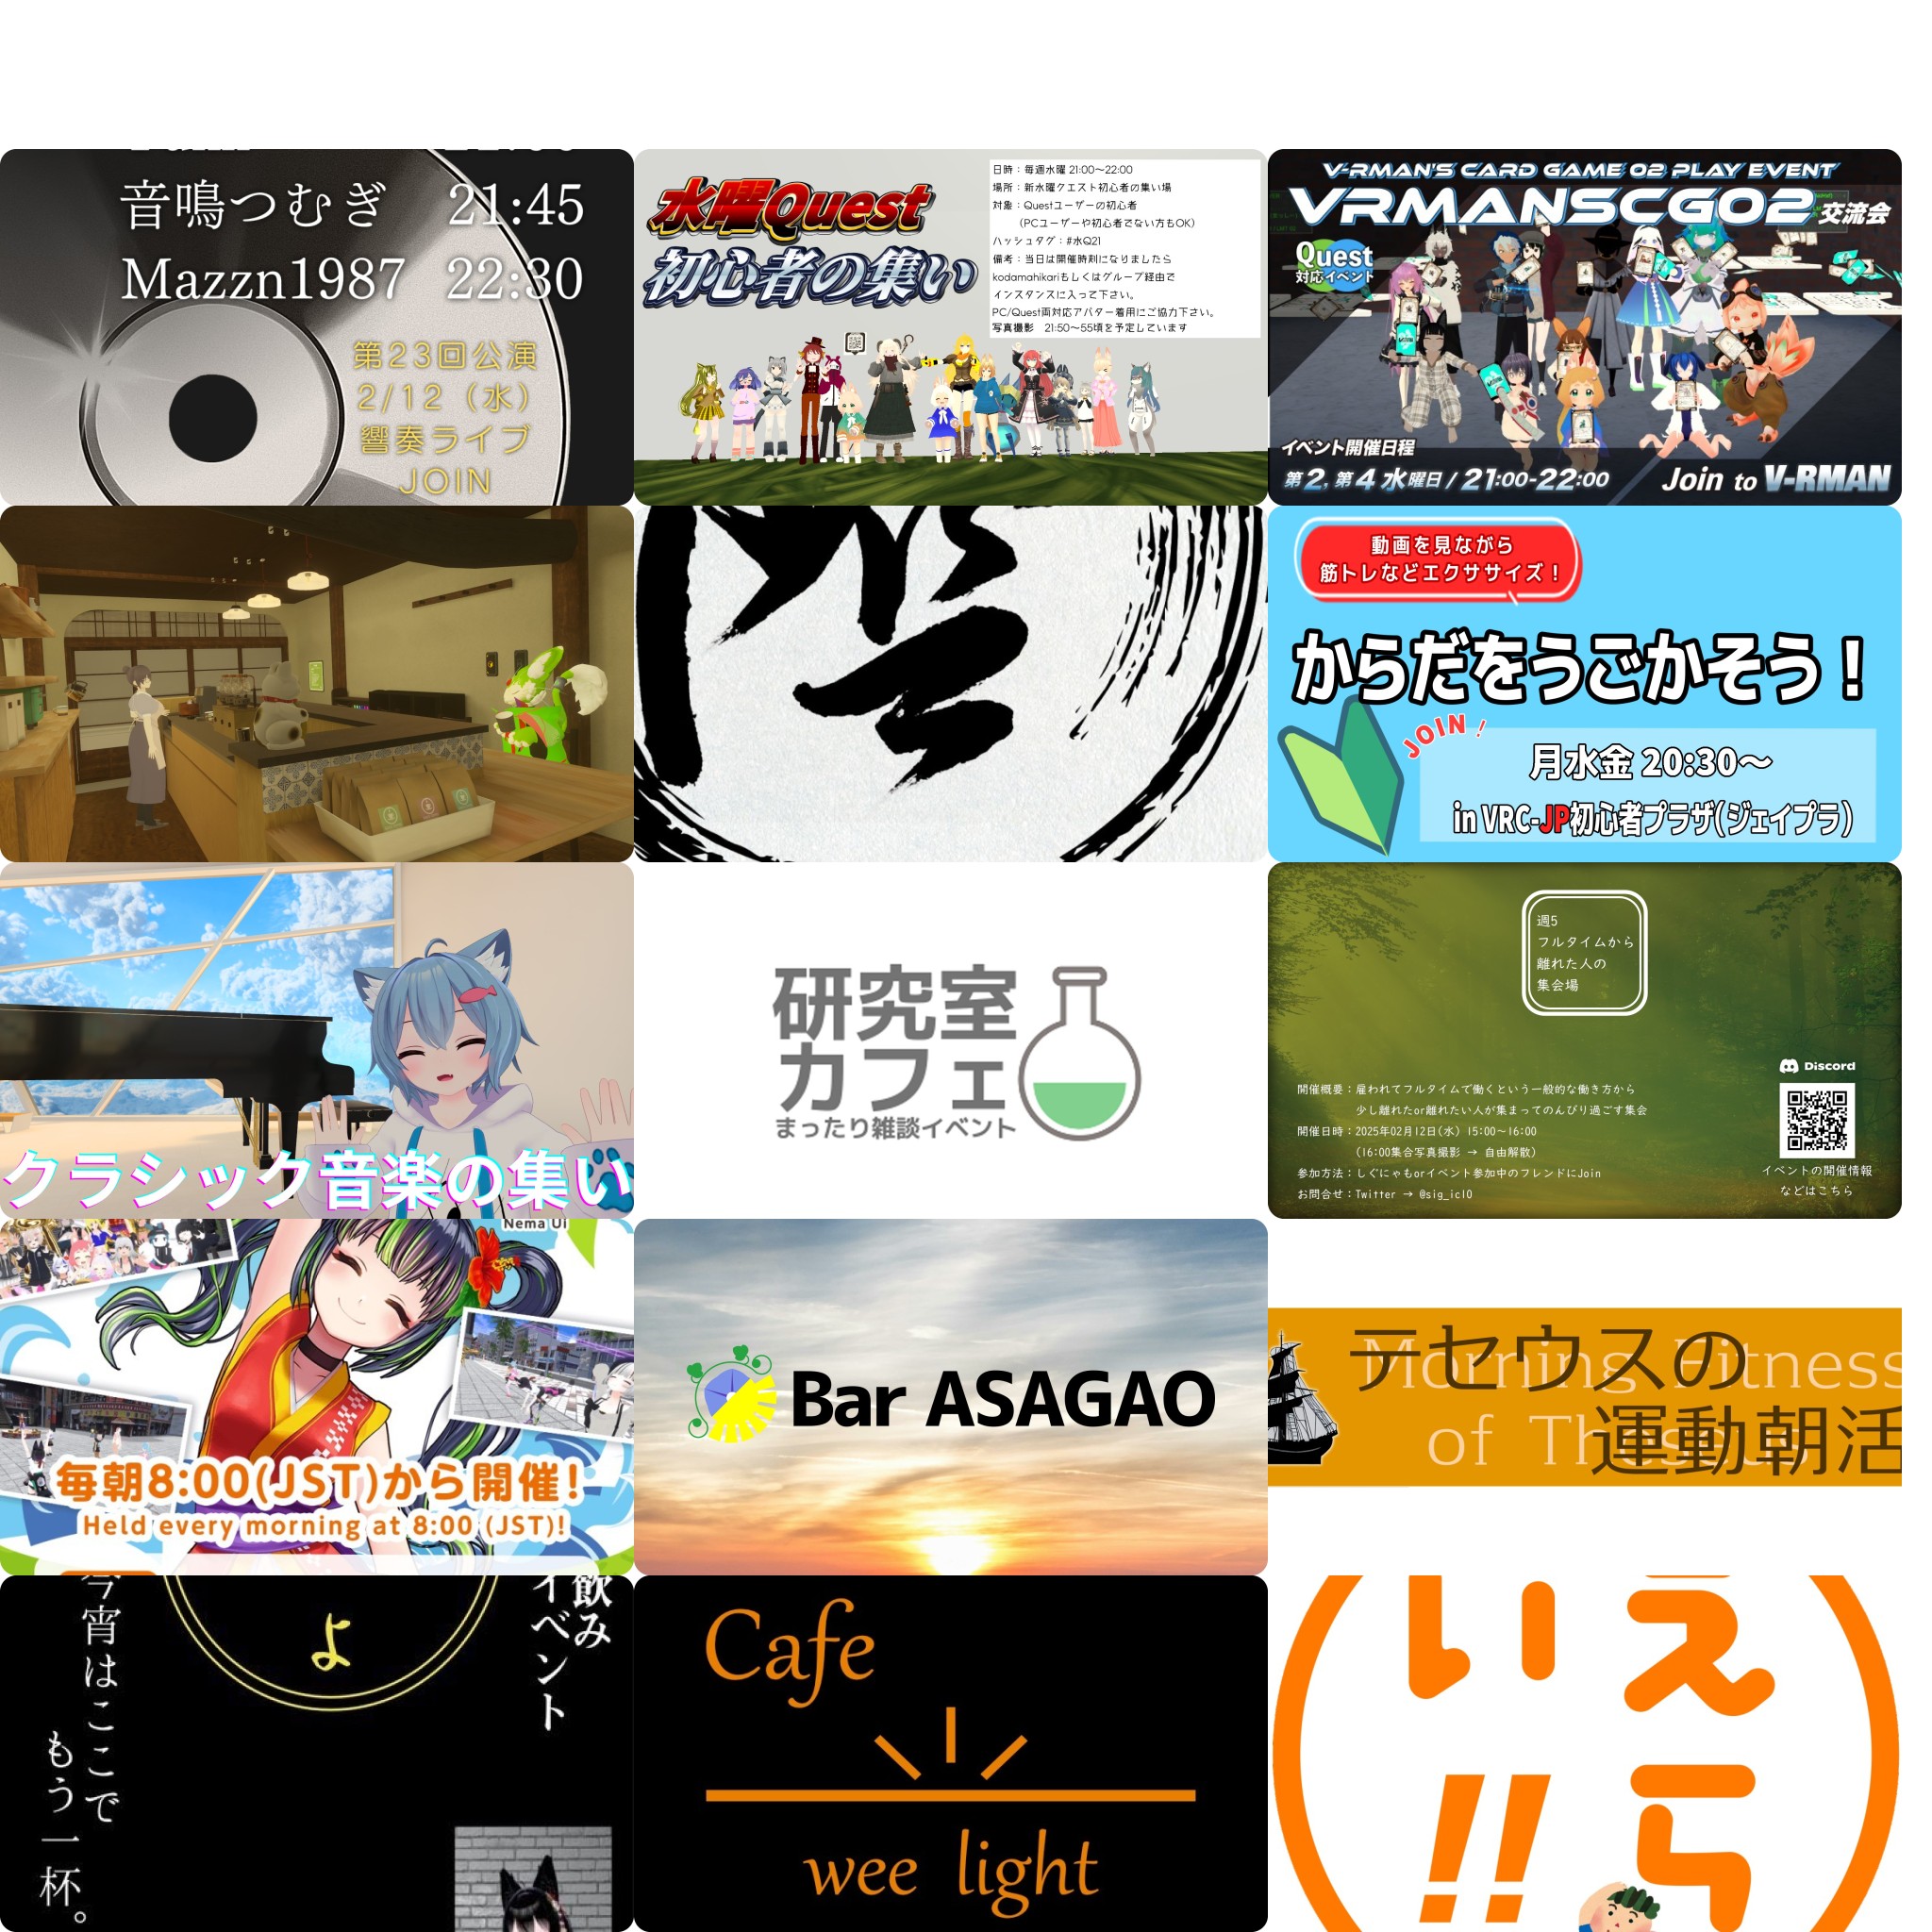 音鳴つむぎ 21:45
Mazzn1987 22:30
第23回公演
2/12（水）
響奏ライブ
JOIN
水曜Quest
初心者の集い
日時：毎週水曜 21:00～22:00
場所：新水曜クエスト初心者の集い場
対象：Questユーザーの初心者
（PCユーザーや初心者でない方もOK）
ハッシュタグ：#水Q21
備考：当日は開催時刻になりましたら
kodamahikariもしくはグループ経由で
インスタンスに入って下さい。
PC/Quest両対応アバター着用にご協力下さい。
写真撮影 21:50～55頃を予定しています
V-RMAN'S CARD GAME 02 PLAY EVENT
VRMANSCG02交流会
Quest
対応イベント
イベント開催日程
第2, 第4 水曜日 / 21:00-22:00
Join to V-RMAN
動画を見ながら
筋トレなどエクササイズ！
からだをうごかそう！
JOIN！
月水金 20:30～
in VRC-JP初心者プラザ(ジェイプラ)
クラシック音楽の集い
研究室
カフェ
まったり雑談イベント
週5
フルタイムから
離れた人の
集会場
開催概要：雇われてフルタイムで働くという一般的な働き方から
少し離れたor離れたい人が集まってのんびり過ごす集会
開催日時：2025年02月12日(水) 15:00～16:00
(16:00集合写真撮影 → 自由解散)
参加方法：しぐにゃもorイベント参加中のフレンドにJoin
お問合せ：Twitter → @sig_icl0
Discord
イベントの開催情報
などはこちら
Nema Ui
毎朝8:00(JST)から開催！
Held every morning at 8:00 (JST)!
Bar ASAGAO
テセウスの
運動朝活
Morning Fitness
of Theseus
飲み
イベント
よ
今宵はここで
もう一杯。
Cafe
wee light
えら
い!!